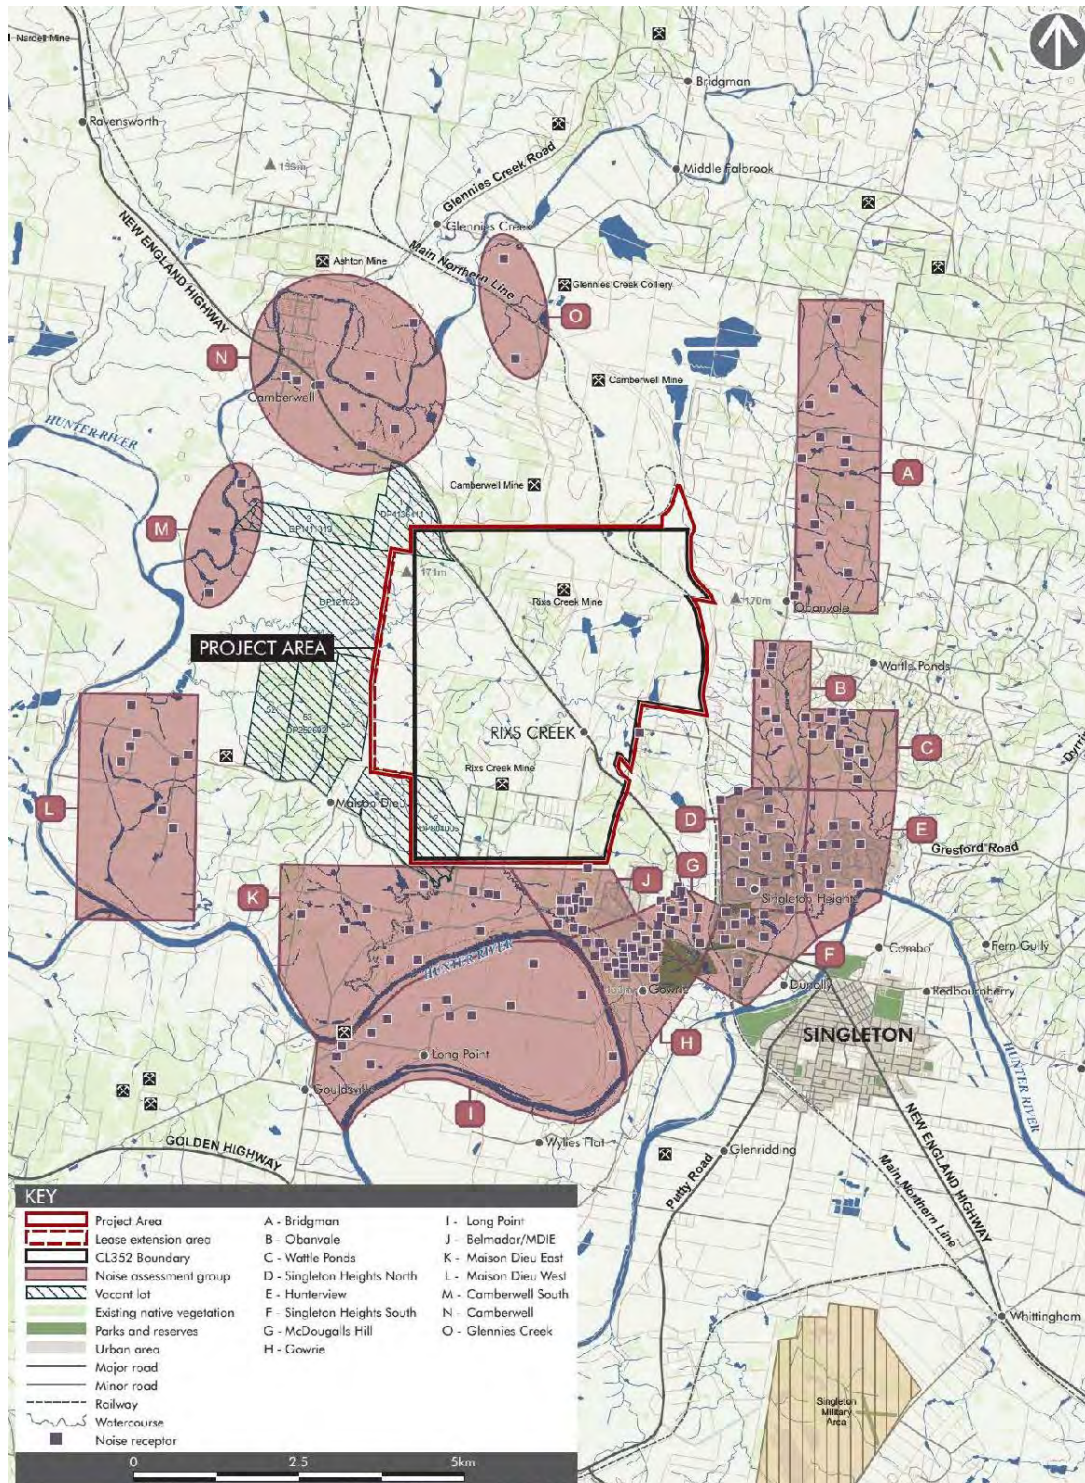 Nardell Mine
Bridgman
Ravensworth
Glennies Creek Road
Middle Falbrook
NEW ENGLAND HIGHWAY
Glennies Creek
Main Northern Line
Ashton Mine
Glennies Creek Colliery
O
N
Camberwell Mine
Camberwell
HUNTER RIVER
A
Camberwell Mine
M
DP1411313
171m
170m
Rixs Creek Mine
Obanvale
PROJECT AREA
Wattle Ponds
B
RIXS CREEK
C
Rixs Creek Mine
Maison Dieu
L
D
E
Gresford Road
G
J
K
Singleton Heights
HUNTER RIVER
F
Combo
Fern Gully
Gowrie
Dunolly
Redbournberry
SINGLETON
H
Long Point
HUNTER RIVER
Gouldsville
I
Wylies Flat
Glenridding
GOLDEN HIGHWAY
Putty Road
Main Northern Line
NEW ENGLAND HIGHWAY
Whittingham
Singleton
Military
Area
KEY
Project Area
Lease extension area
CL352 Boundary
Noise assessment group
Vacant lot
Existing native vegetation
Parks and reserves
Urban area
Major road
Minor road
Railway
Watercourse
Noise receptor
A - Bridgman
B - Obanvale
C - Wattle Ponds
D - Singleton Heights North
E - Hunterview
F - Singleton Heights South
G - McDougalls Hill
H - Gowrie
I - Long Point
J - Belmadar/MDIE
K - Maison Dieu East
L - Maison Dieu West
M - Camberwell South
N - Camberwell
O - Glennies Creek
0 2.5 5km